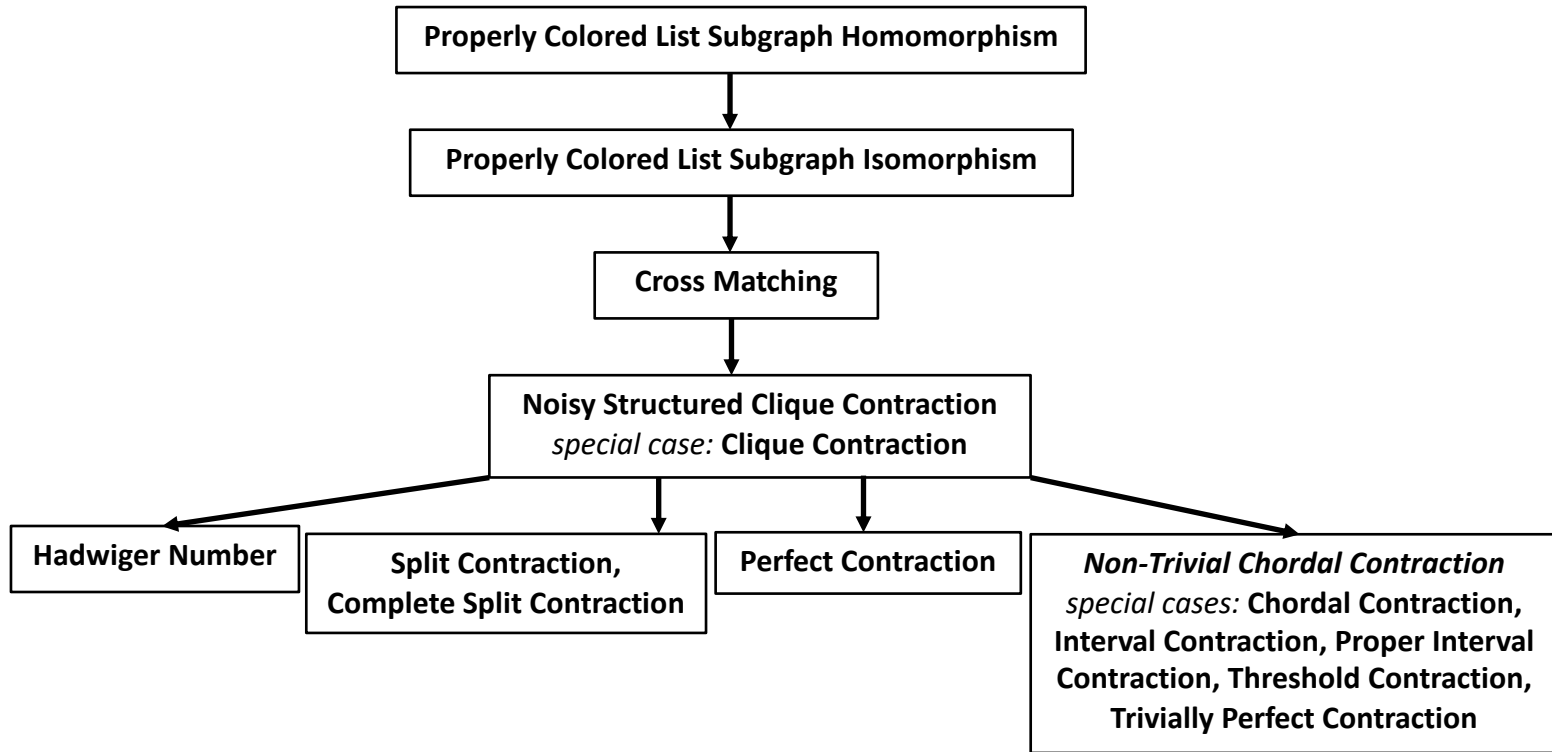 Properly Colored List Subgraph Homomorphism
Properly Colored List Subgraph Isomorphism
Cross Matching
Noisy Structured Clique Contraction
special case: Clique Contraction
Hadwiger Number
Split Contraction,
Complete Split Contraction
Perfect Contraction
Non-Trivial Chordal Contraction
special cases: Chordal Contraction,
Interval Contraction, Proper Interval
Contraction, Threshold Contraction,
Trivially Perfect Contraction